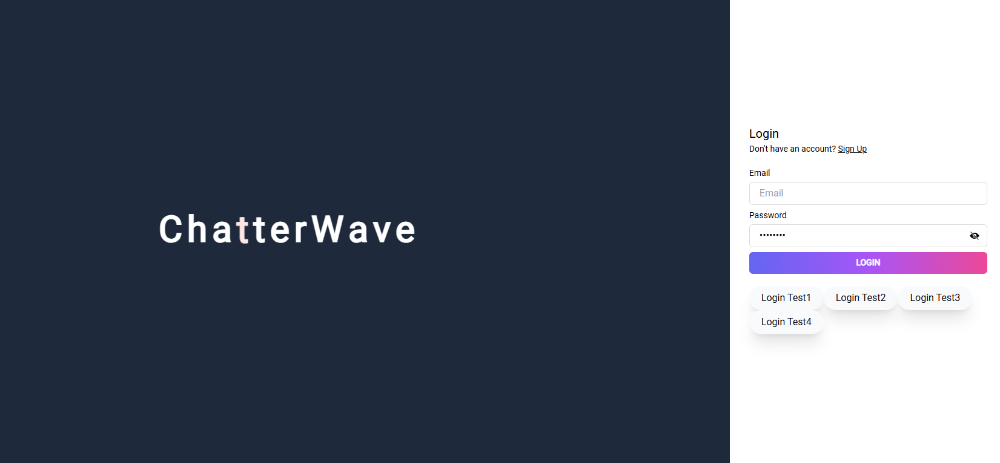 ChatterWave
Login
Don't have an account? Sign Up
Email
Email
Password
••••••••
LOGIN
Login Test1
Login Test2
Login Test3
Login Test4